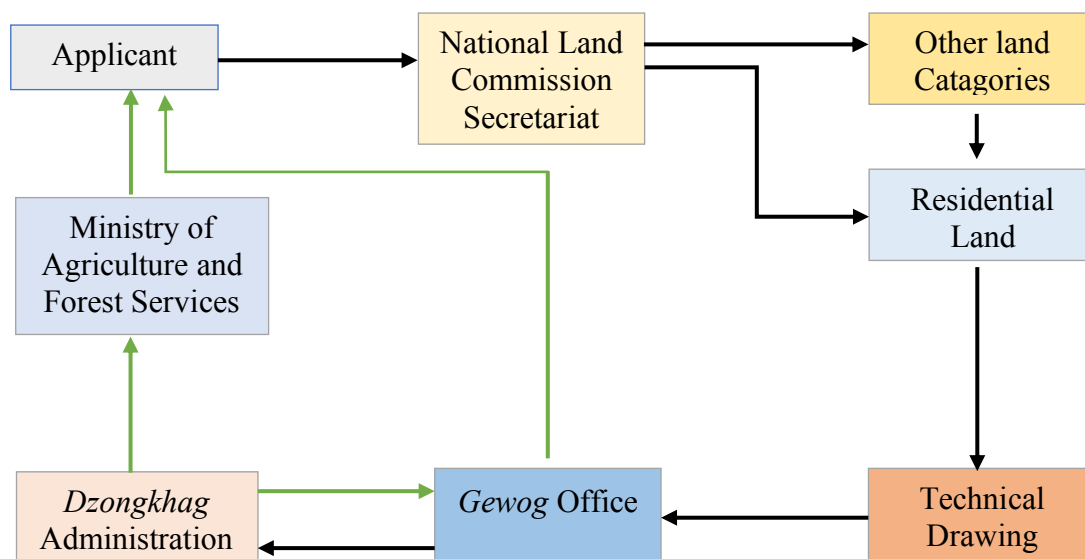 Applicant
National Land
Commission
Secretariat
Other land
Catagories
Ministry of
Agriculture and
Forest Services
Residential
Land
Dzongkhag
Administration
Gewog Office
Technical
Drawing